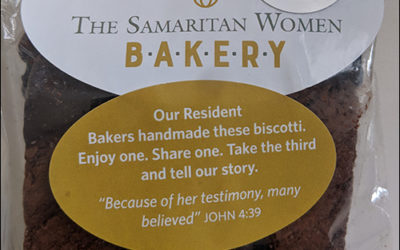 THE SAMARITAN WOMEN
B·A·K·E·R·Y
Our Resident
Bakers handmade these biscotti.
Enjoy one. Share one. Take the third
and tell our story.
“Because of her testimony, many
believed” JOHN 4:39